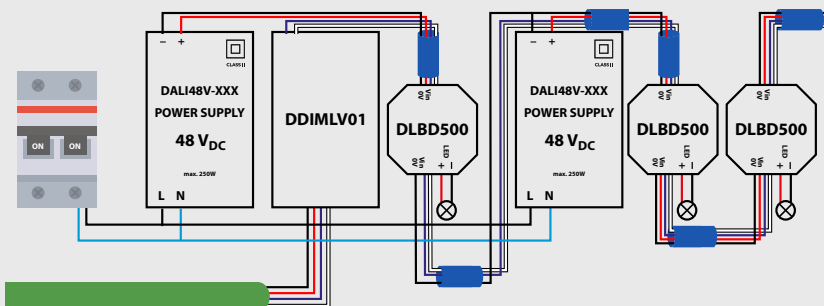 ON ON
− +
CLASS II
DALI48V-XXX
POWER SUPPLY
48 VDC
max. 250W
L N
DDIMLV01
Vin
0V
DLBD500
Vin
0V
LED
+ −
− +
CLASS II
DALI48V-XXX
POWER SUPPLY
48 VDC
max. 250W
L N
Vin
0V
DLBD500
Vin
0V
LED
+ −
Vin
0V
DLBD500
Vin
0V
LED
+ −